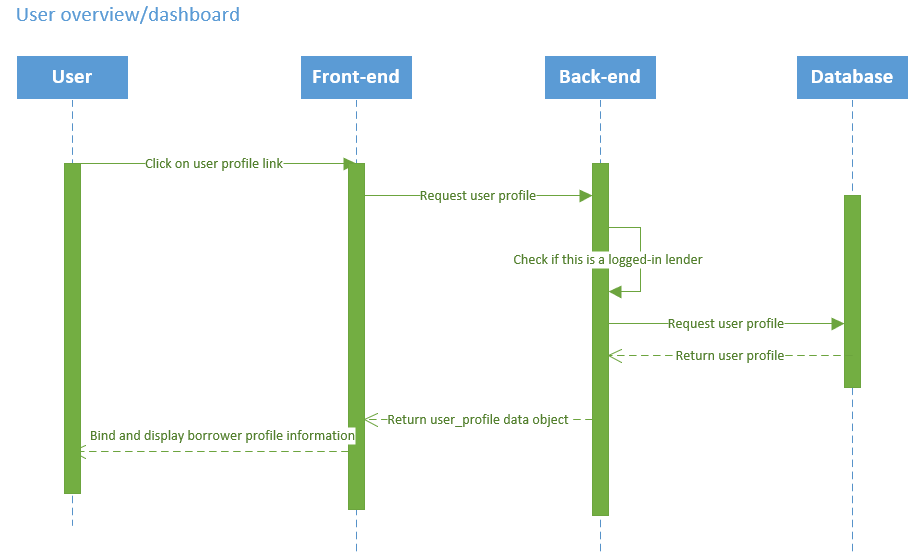 User overview/dashboard
User
Front-end
Back-end
Database
Click on user profile link
Request user profile
Check if this is a logged-in lender
Request user profile
Return user profile
Return user_profile data object
Bind and display borrower profile information